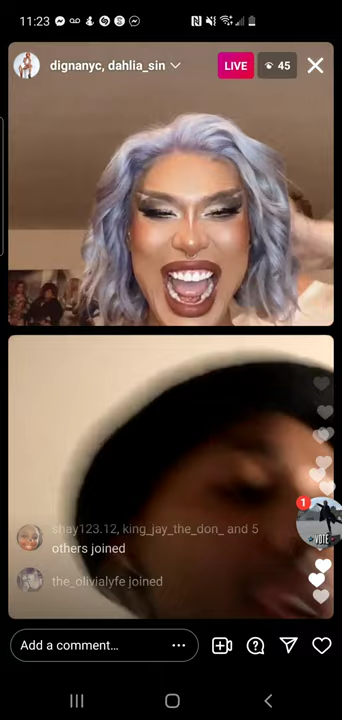 11:23
dignanyc, dahlia_sin
LIVE
45
shay123.12, king_jay_the_don_ and 5
others joined
1
VOTE
the_olivialyfe joined
Add a comment...